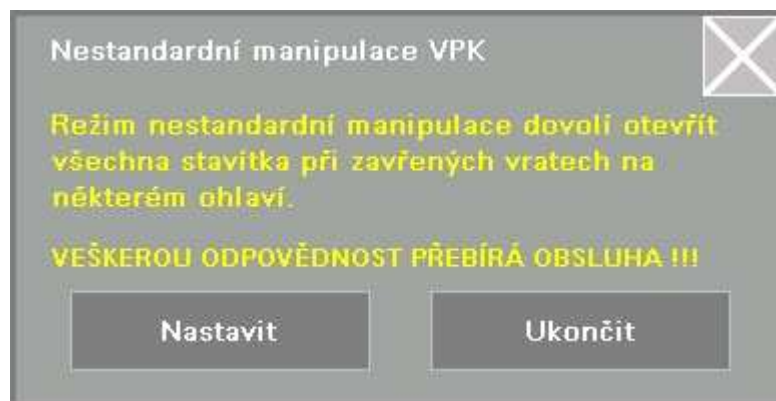 Nestandardní manipulace VPK
Režim nestandardní manipulace dovolí otevřít
všechna stavítka při zavřených vratech na
některém ohlaví.
VEŠKEROU ODPOVĚDNOST PŘEBÍRÁ OBSLUHA !!!
Nastavit
Ukončit